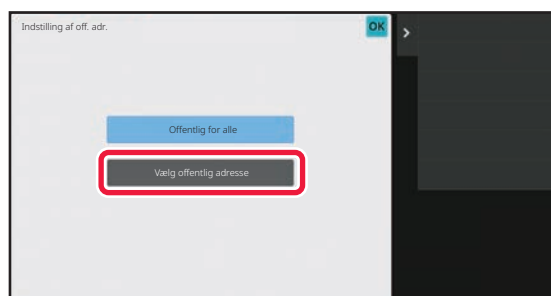 Indstilling af off. adr.
OK
Offentlig for alle
Vælg offentlig adresse